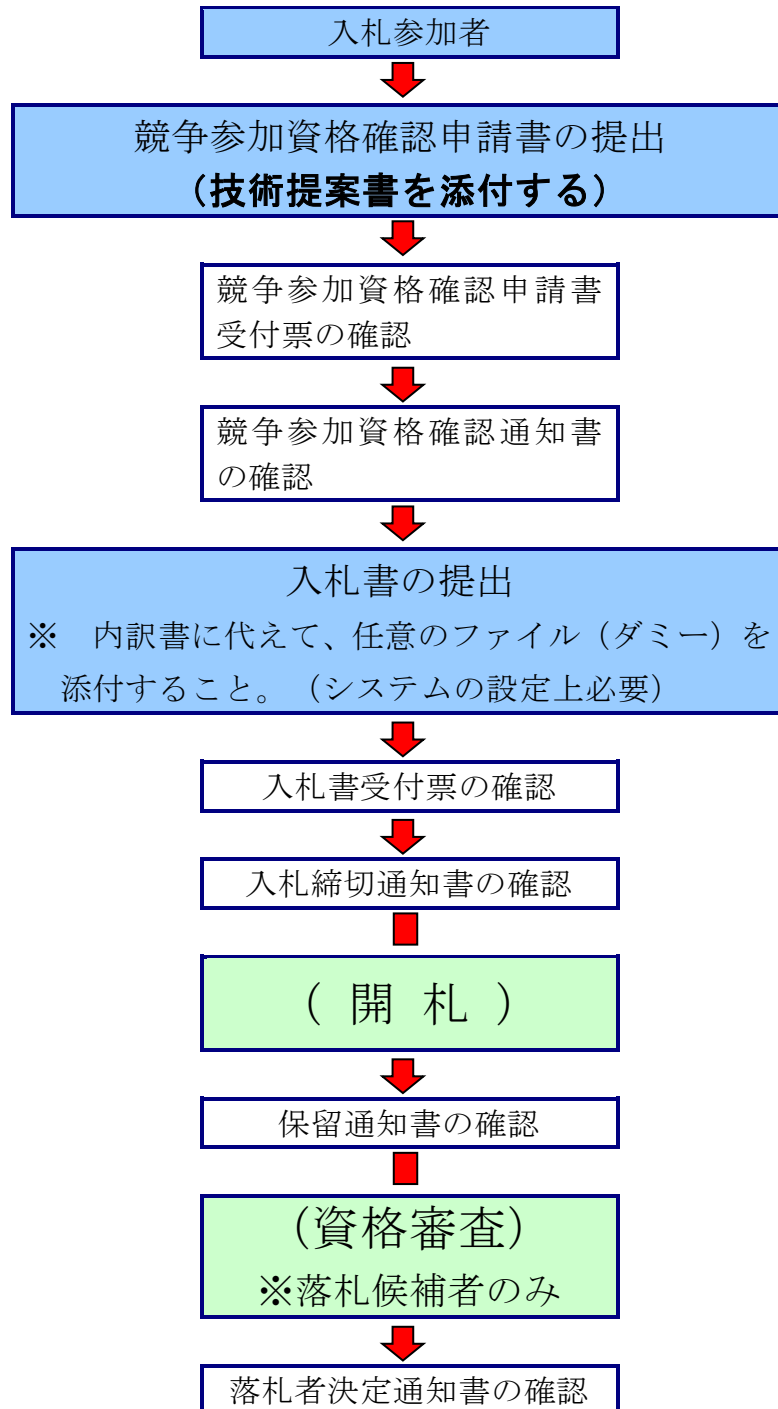 入札参加者
競争参加資格確認申請書の提出
（技術提案書を添付する）
競争参加資格確認申請書
受付票の確認
競争参加資格確認通知書
の確認
入札書の提出
※　内訳書に代えて、任意のファイル（ダミー）を
添付すること。（システムの設定上必要）
入札書受付票の確認
入札締切通知書の確認
（ 開 札 ）
保留通知書の確認
（資格審査）
※落札候補者のみ
落札者決定通知書の確認